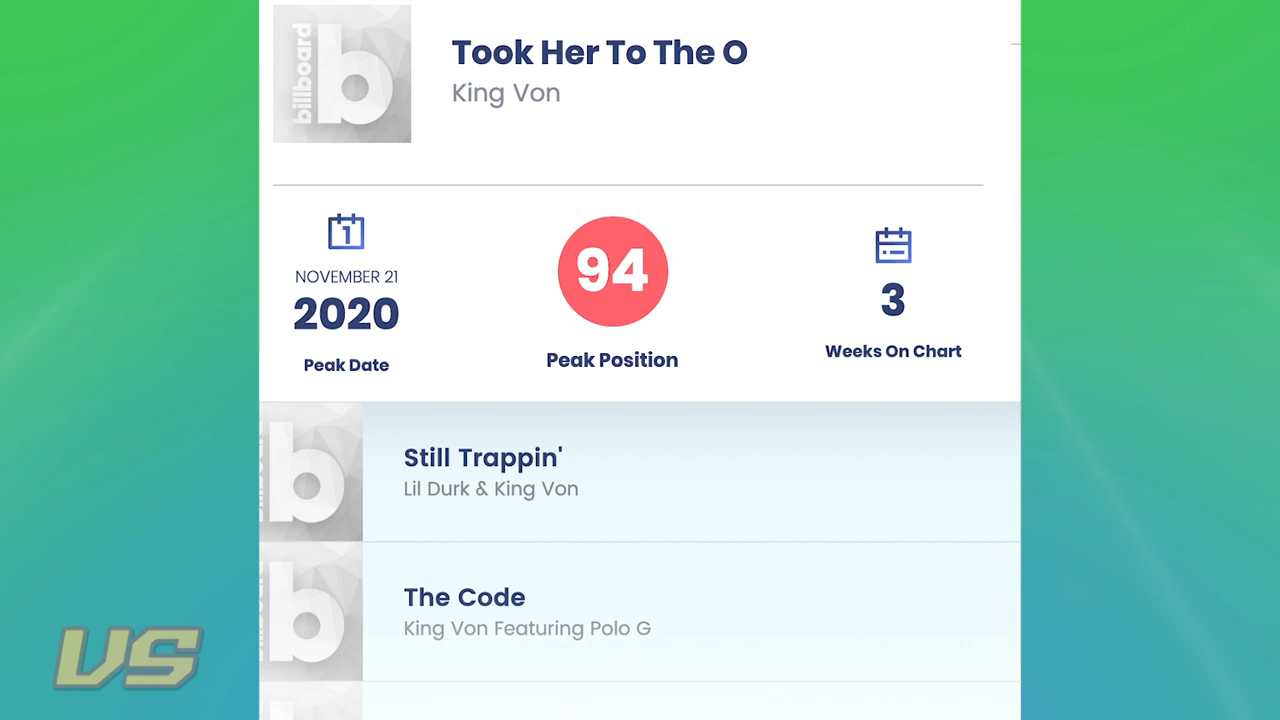 billboard
b
Took Her To The O
King Von
1
NOVEMBER 21
2020
Peak Date
94
Peak Position
3
Weeks On Chart
b
Still Trappin'
Lil Durk & King Von
b
The Code
King Von Featuring Polo G
VS